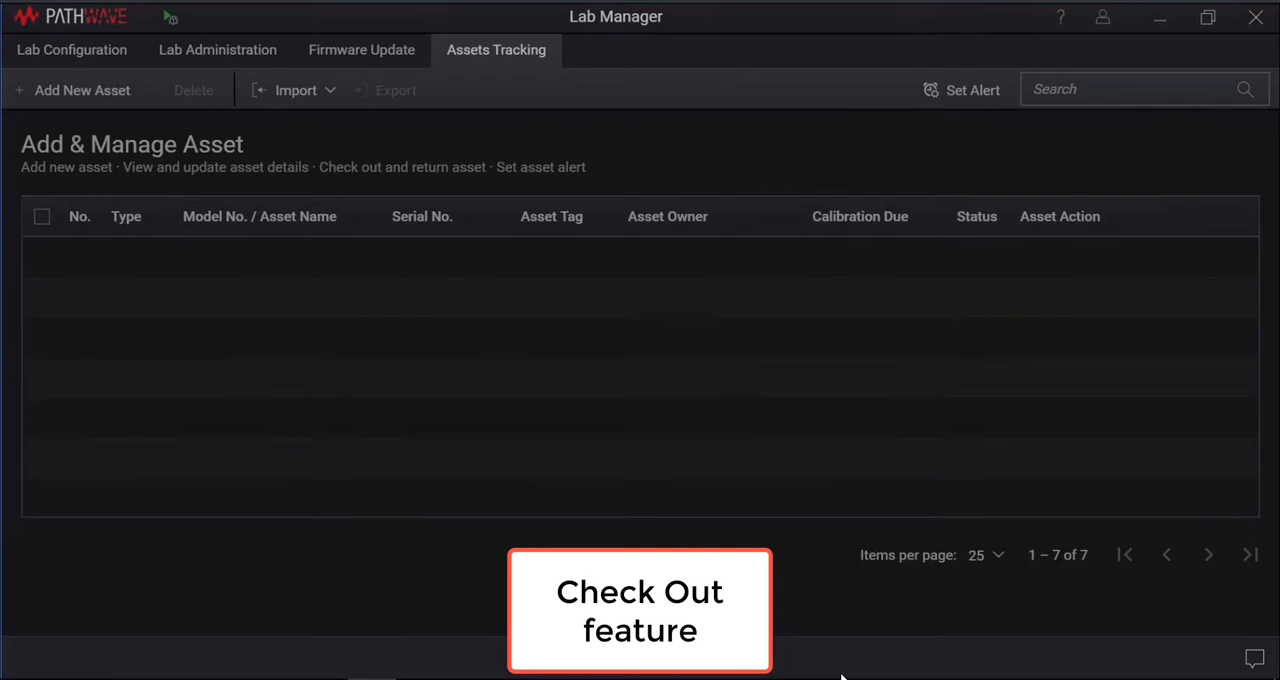 PATHWAVE
Lab Manager
?
Lab Configuration
Lab Administration
Firmware Update
Assets Tracking
+ Add New Asset
Delete
Import
Export
Set Alert
Search
Add & Manage Asset
Add new asset · View and update asset details · Check out and return asset · Set asset alert
No. Type Model No. / Asset Name Serial No. Asset Tag Asset Owner Calibration Due Status Asset Action
Items per page: 25 1 – 7 of 7
Check Out
feature